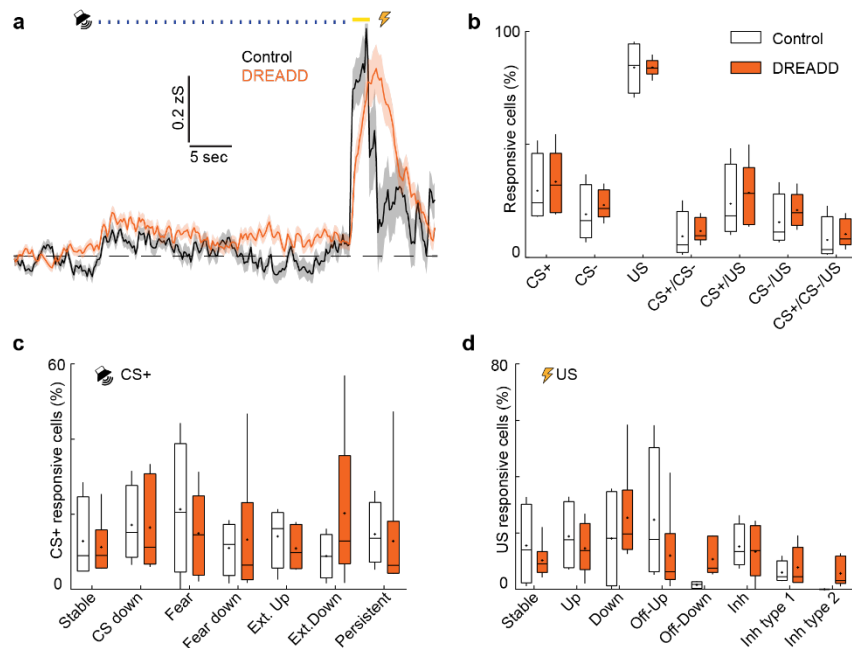 a
Control
DREADD
0.2 zS
5 sec
b
Control
DREADD
100
0
Responsive cells (%)
CS+
CS-
US
CS+/CS-
CS+/US
CS-/US
CS+/CS-/US
c
CS+
60
0
CS+ responsive cells (%)
Stable
CS down
Fear
Fear down
Ext. Up
Ext.Down
Persistent
d
US
80
0
US responsive cells (%)
Stable
Up
Down
Off-Up
Off-Down
Inh
Inh type 1
Inh type 2